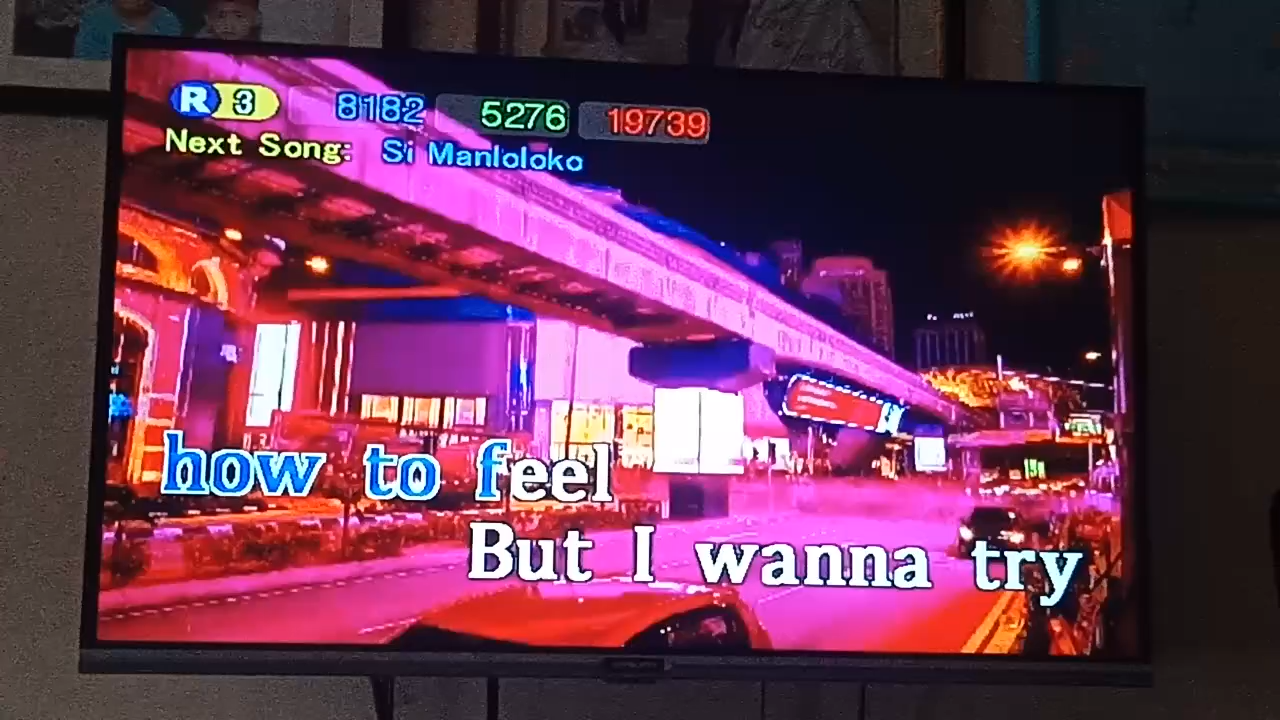 R 3 8182 5276 19739
Next Song: Si Manloloko
how to feel
But I wanna try